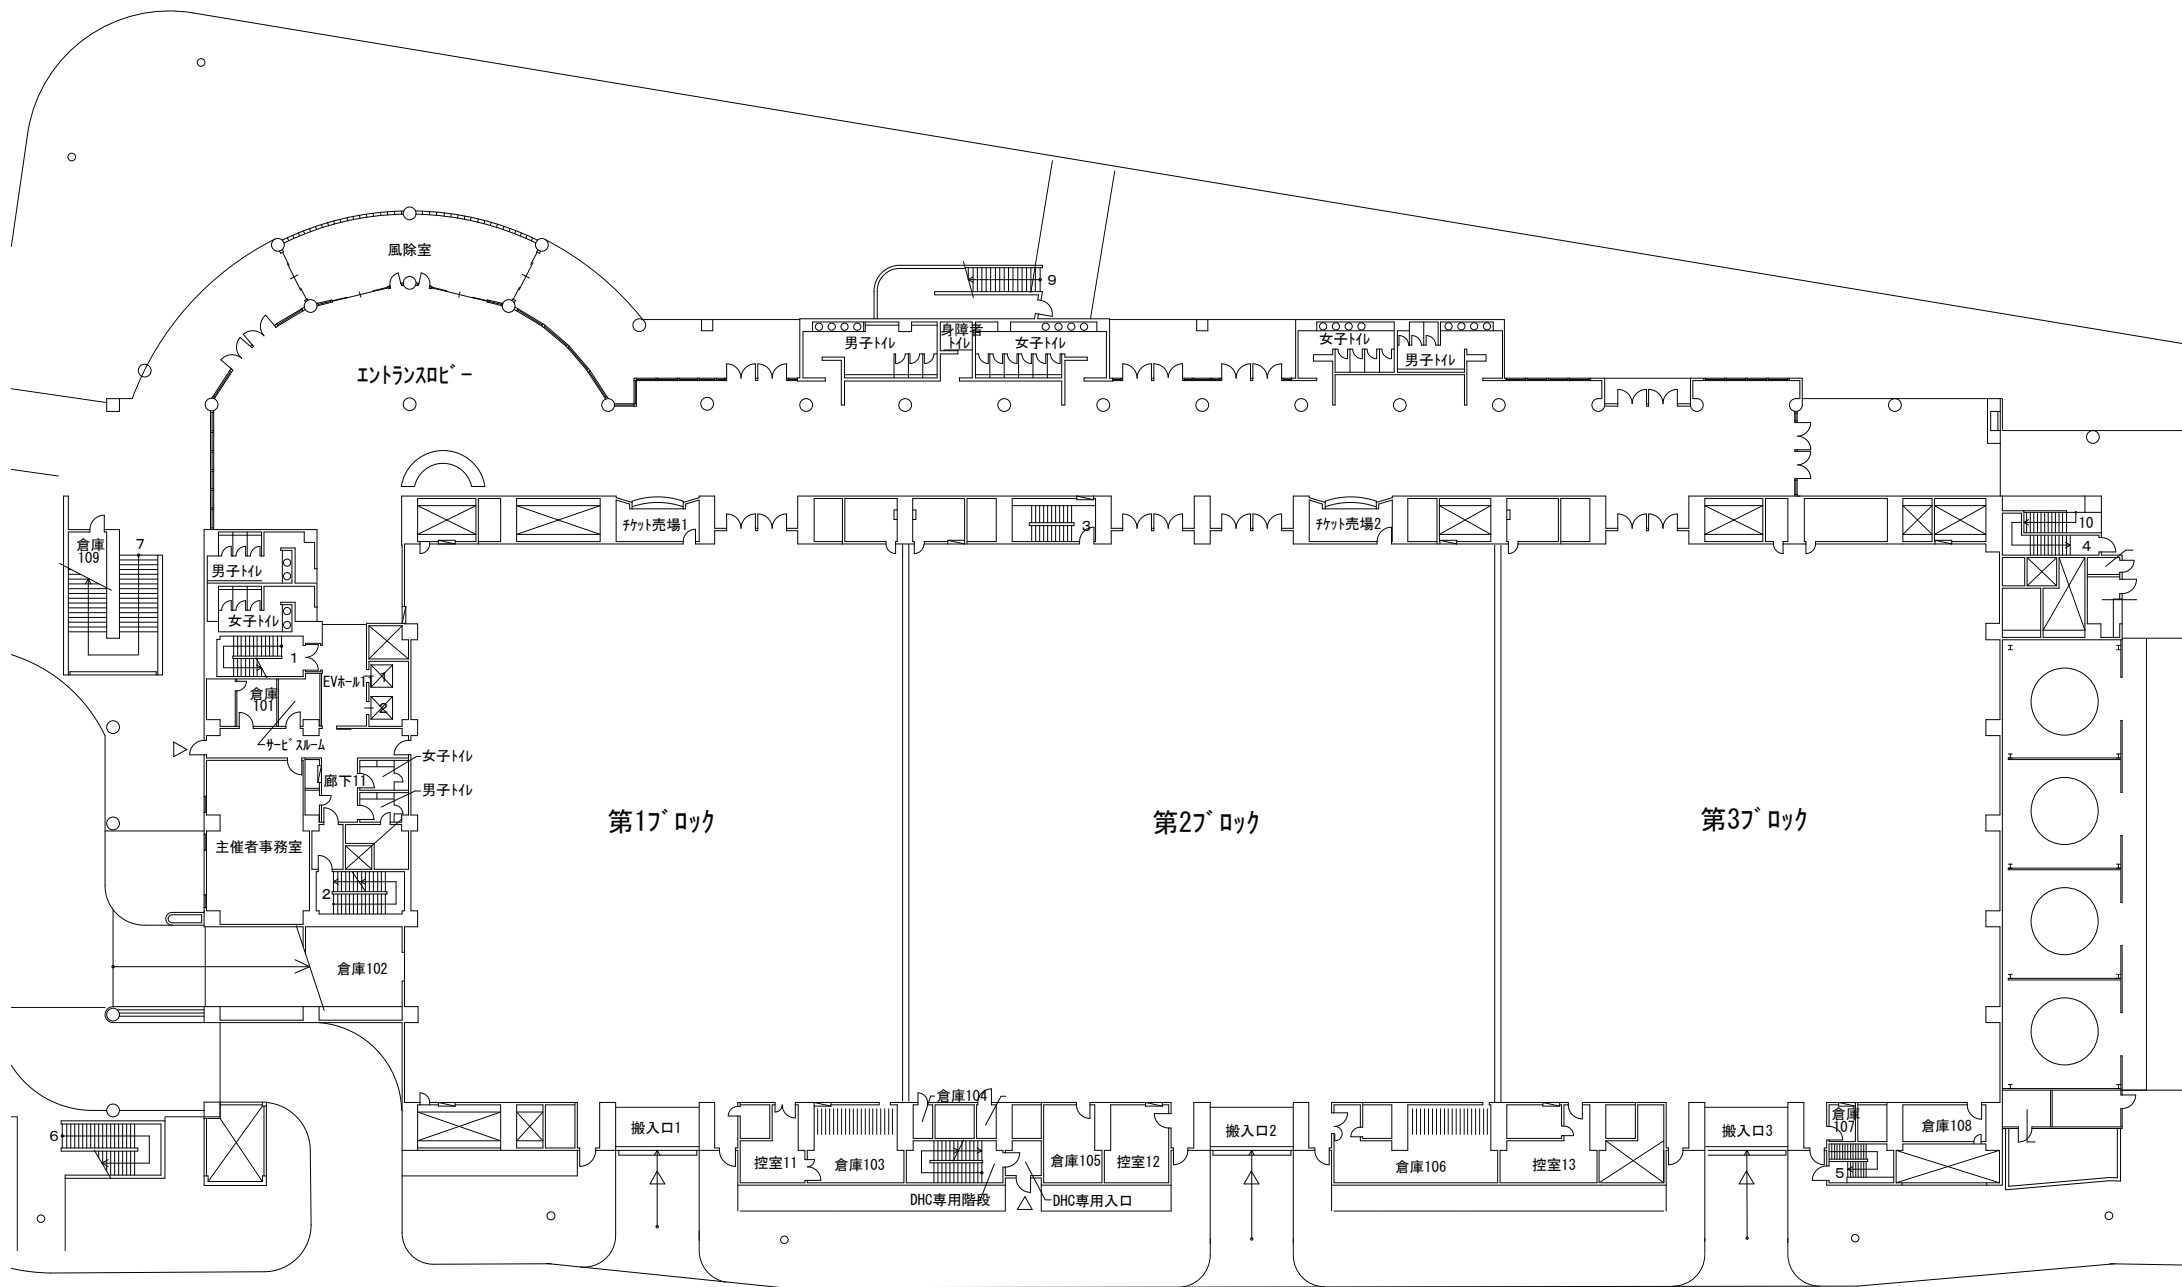 風除室
9
男子トイレ
身障者
トイレ
女子トイレ
女子トイレ
男子トイレ
エントランスロビー
チケット売場1
3
チケット売場2
10
4
7
倉庫
109
男子トイレ
女子トイレ
1
EVホール1
1
2
倉庫
101
サービスルーム
女子トイレ
廊下11
男子トイレ
第1ブロック
第2ブロック
第3ブロック
主催者事務室
2
倉庫102
倉庫104
搬入口1
搬入口2
搬入口3
倉庫
107
倉庫108
6
控室11
倉庫103
倉庫105
控室12
倉庫106
控室13
5
DHC専用階段
DHC専用入口